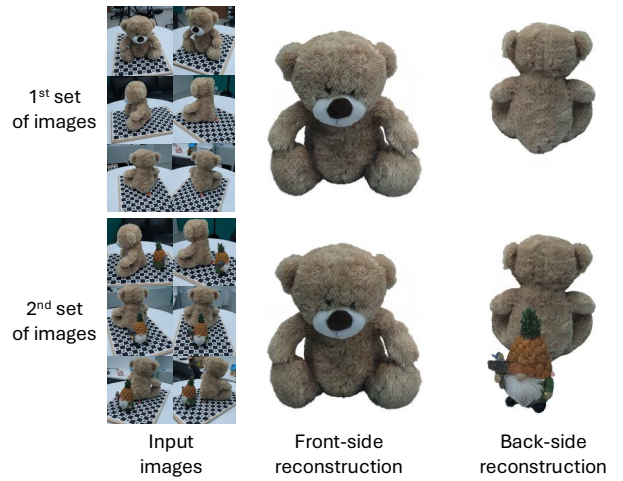 1st set
of images
2nd set
of images
Input
images
Front-side
reconstruction
Back-side
reconstruction